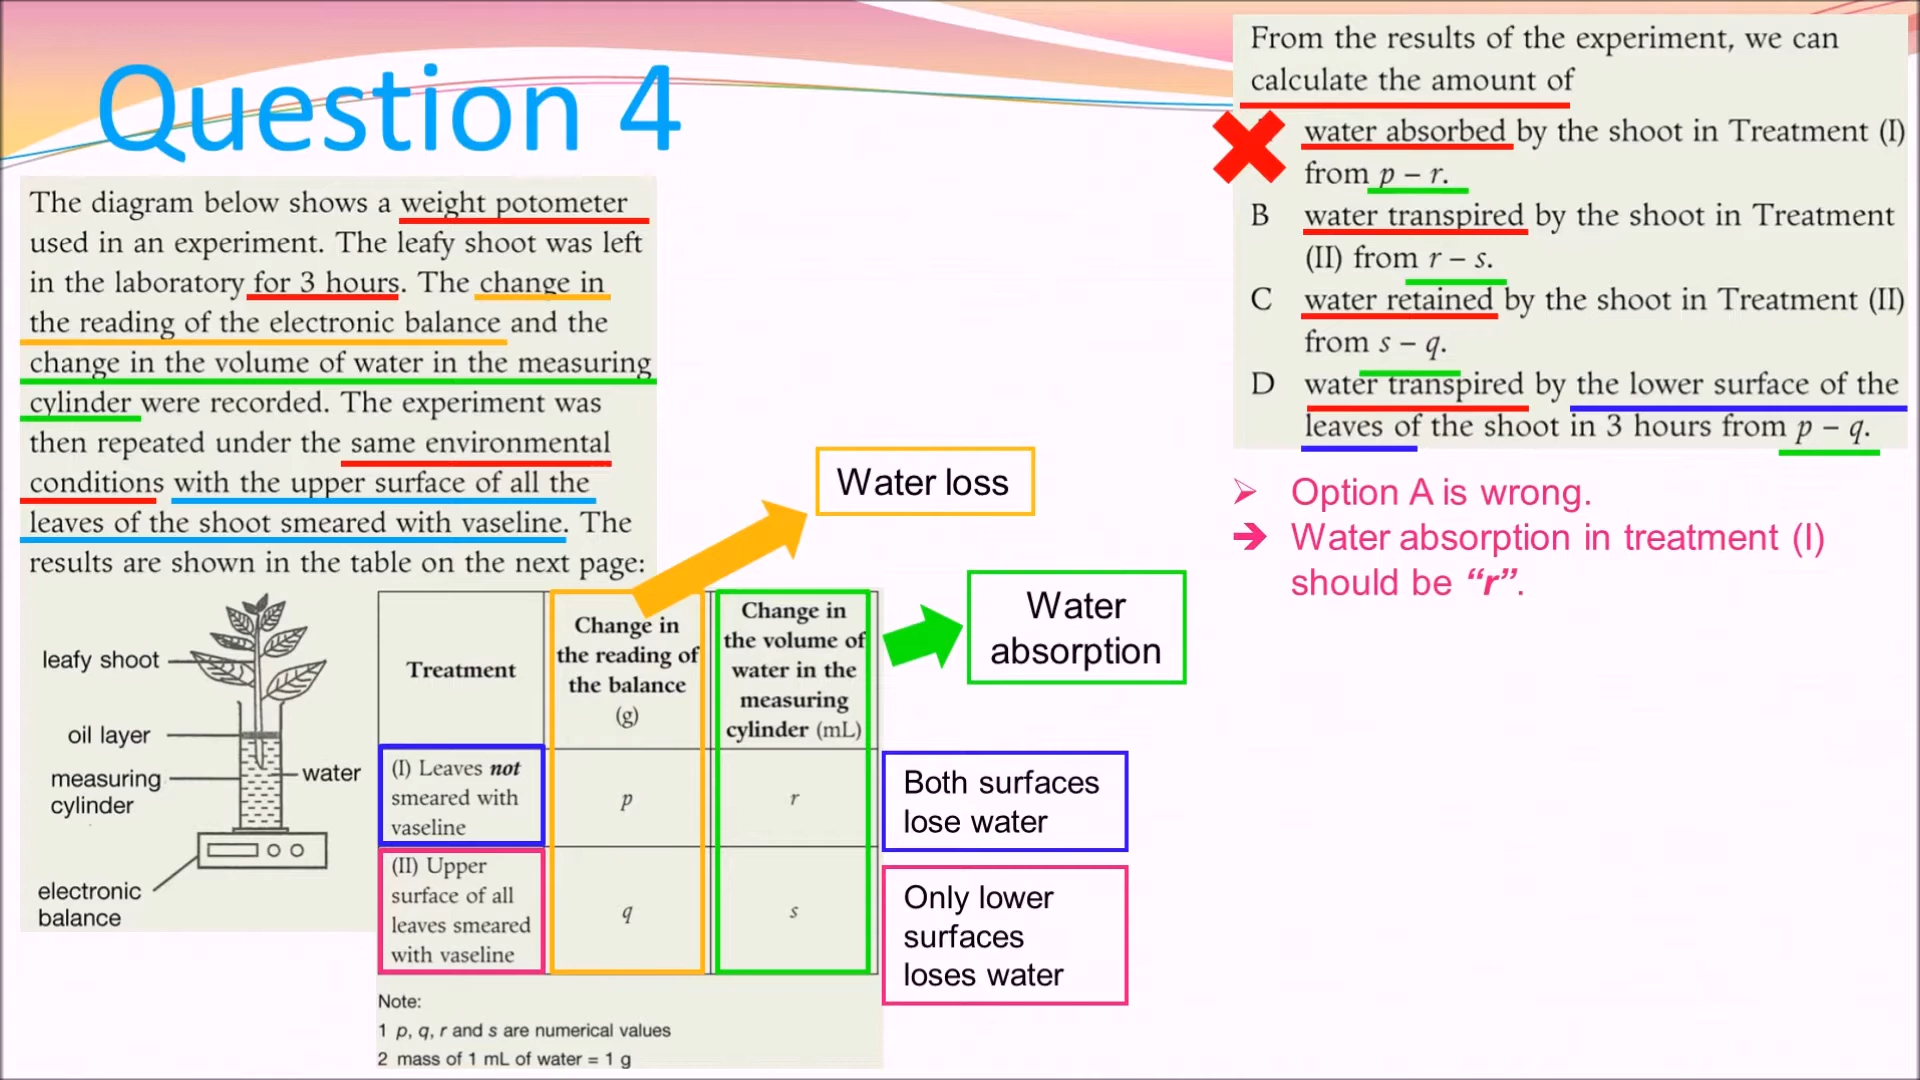 Question 4
The diagram below shows a weight potometer
used in an experiment. The leafy shoot was left
in the laboratory for 3 hours. The change in
the reading of the electronic balance and the
change in the volume of water in the measuring
cylinder were recorded. The experiment was
then repeated under the same environmental
conditions with the upper surface of all the
leaves of the shoot smeared with vaseline. The
results are shown in the table on the next page:
leafy shoot
oil layer
measuring
cylinder
water
electronic
balance
Treatment
Change in
the reading of
the balance
(g)
Change in
the volume of
water in the
measuring
cylinder (mL)
(I) Leaves not
smeared with
vaseline
p
r
(II) Upper
surface of all
leaves smeared
with vaseline
q
s
Note:
1 p, q, r and s are numerical values
2 mass of 1 mL of water = 1 g
Water loss
Water
absorption
Both surfaces
lose water
Only lower
surfaces
loses water
From the results of the experiment, we can
calculate the amount of
water absorbed by the shoot in Treatment (I)
from p – r.
B water transpired by the shoot in Treatment
(II) from r – s.
C water retained by the shoot in Treatment (II)
from s – q.
D water transpired by the lower surface of the
leaves of the shoot in 3 hours from p – q.
➢ Option A is wrong.
➔ Water absorption in treatment (I)
should be “r”.